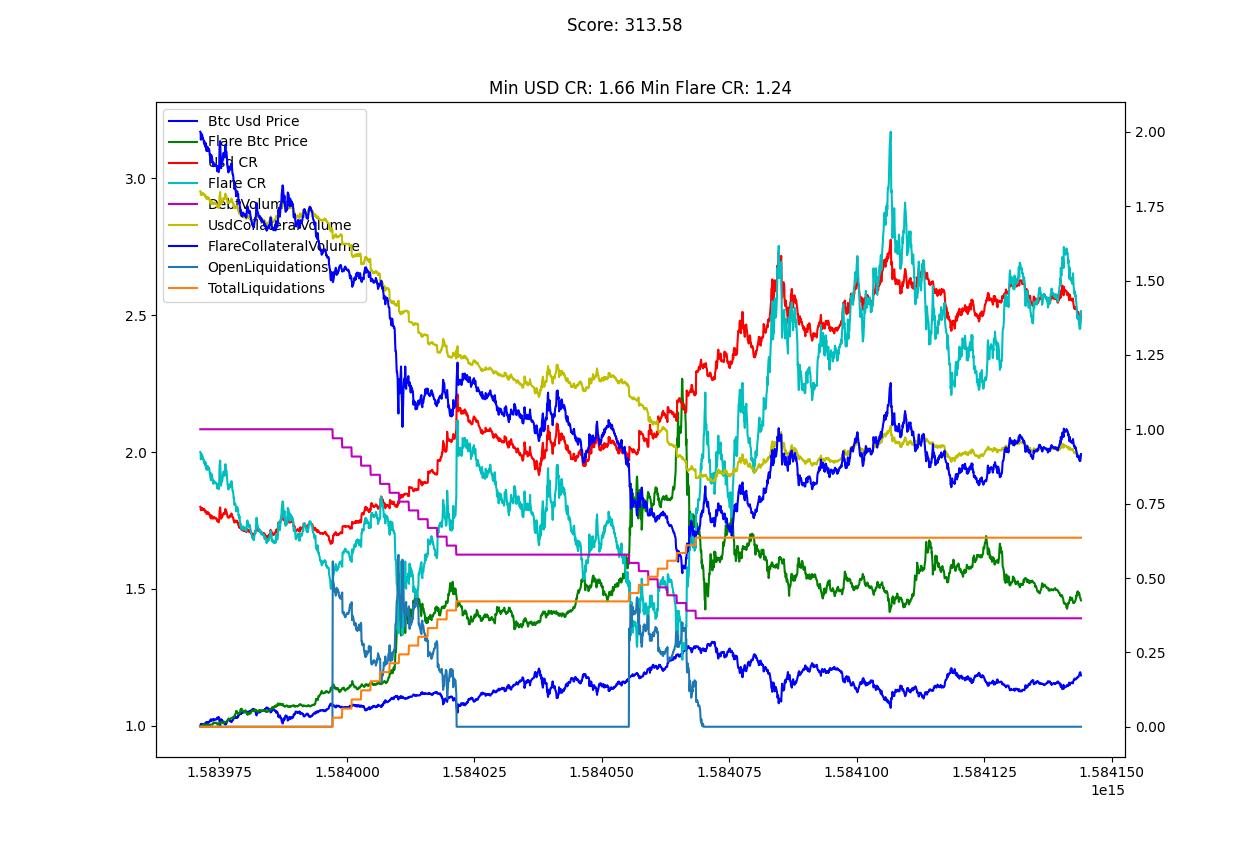 Score: 313.58
Min USD CR: 1.66 Min Flare CR: 1.24
Btc Usd Price
Flare Btc Price
Usd CR
Flare CR
DebtVolume
UsdCollateralVolume
FlareCollateralVolume
OpenLiquidations
TotalLiquidations
3.0
2.5
2.0
1.5
1.0
2.00
1.75
1.50
1.25
1.00
0.75
0.50
0.25
0.00
1.583975
1.584000
1.584025
1.584050
1.584075
1.584100
1.584125
1.584150
1e15